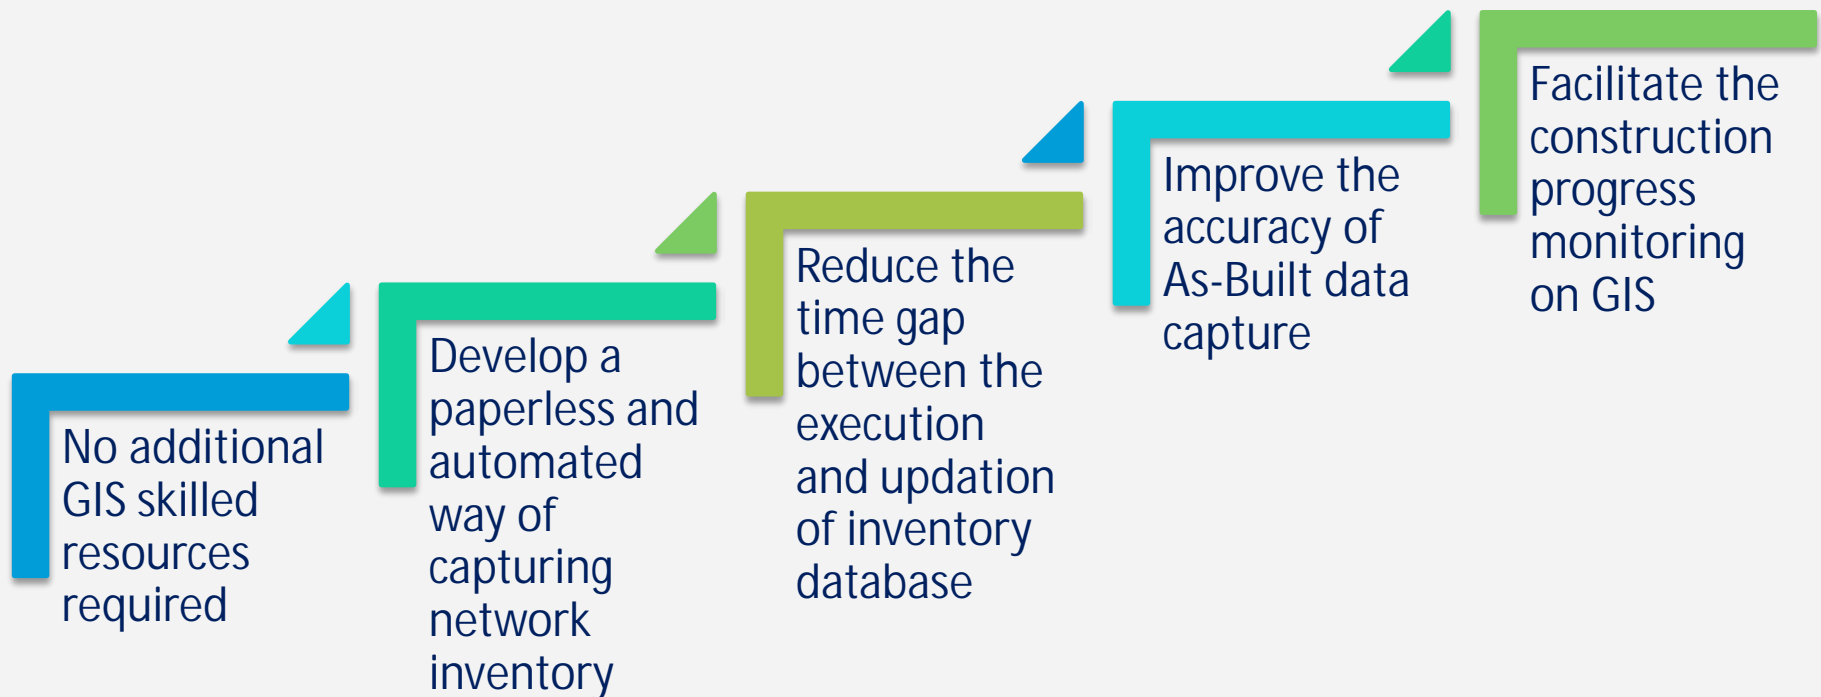 No additional
GIS skilled
resources
required
Develop a
paperless and
automated
way of
capturing
network
inventory
Reduce the
time gap
between the
execution
and updation
of inventory
database
Improve the
accuracy of
As-Built data
capture
Facilitate the
construction
progress
monitoring
on GIS